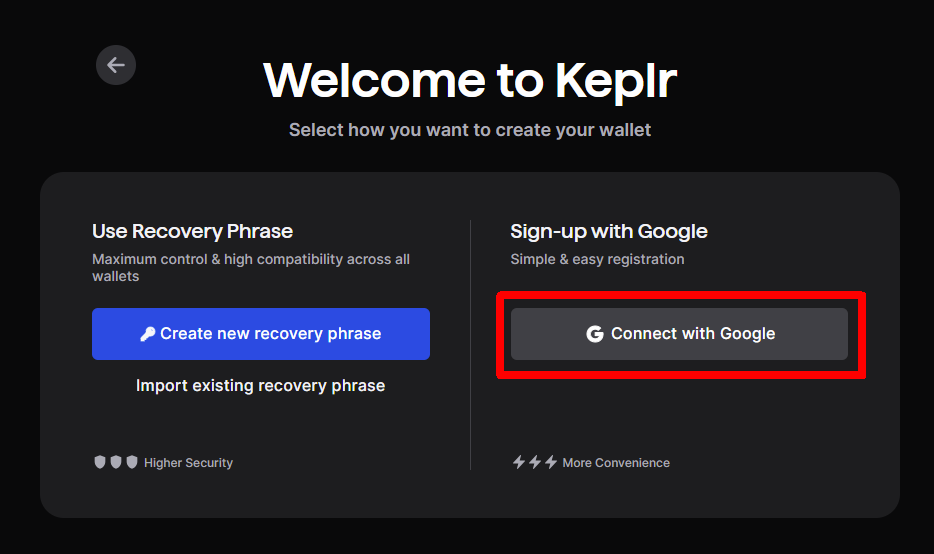 Welcome to Keplr
Select how you want to create your wallet
Use Recovery Phrase
Maximum control & high compatibility across all
wallets
Create new recovery phrase
Import existing recovery phrase
Higher Security
Sign-up with Google
Simple & easy registration
Connect with Google
More Convenience